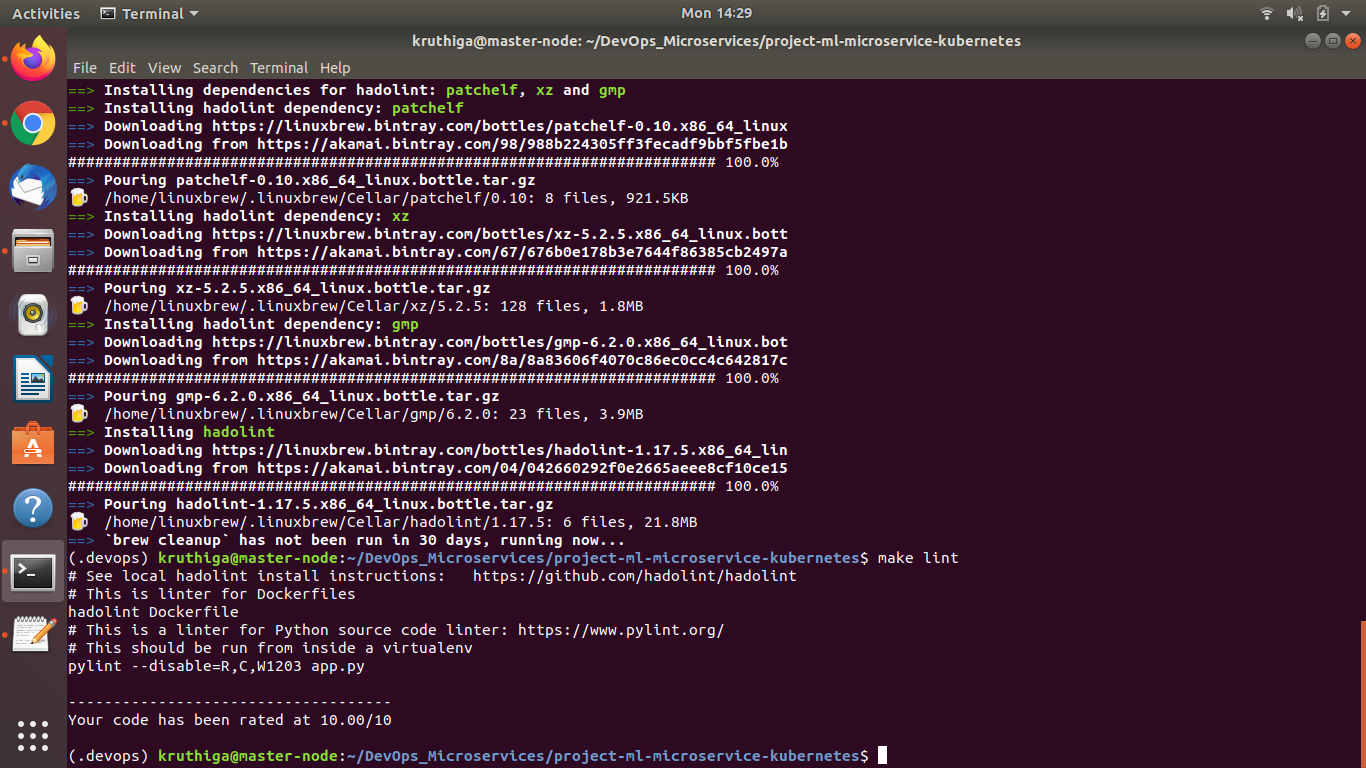 Activities Terminal Mon 14:29
kruthiga@master-node: ~/DevOps_Microservices/project-ml-microservice-kubernetes
File Edit View Search Terminal Help
==> Installing dependencies for hadolint: patchelf, xz and gmp
==> Installing hadolint dependency: patchelf
==> Downloading https://linuxbrew.bintray.com/bottles/patchelf-0.10.x86_64_linux
==> Downloading from https://akamai.bintray.com/98/988b224305ff3fecadf9bbf5fbe1b
######################################################################## 100.0%
==> Pouring patchelf-0.10.x86_64_linux.bottle.tar.gz
🍺 /home/linuxbrew/.linuxbrew/Cellar/patchelf/0.10: 8 files, 921.5KB
==> Installing hadolint dependency: xz
==> Downloading https://linuxbrew.bintray.com/bottles/xz-5.2.5.x86_64_linux.bott
==> Downloading from https://akamai.bintray.com/67/676b0e178b3e7644f86385cb2497a
######################################################################## 100.0%
==> Pouring xz-5.2.5.x86_64_linux.bottle.tar.gz
🍺 /home/linuxbrew/.linuxbrew/Cellar/xz/5.2.5: 128 files, 1.8MB
==> Installing hadolint dependency: gmp
==> Downloading https://linuxbrew.bintray.com/bottles/gmp-6.2.0.x86_64_linux.bot
==> Downloading from https://akamai.bintray.com/8a/8a83606f4070c86ec0cc4c642817c
######################################################################## 100.0%
==> Pouring gmp-6.2.0.x86_64_linux.bottle.tar.gz
🍺 /home/linuxbrew/.linuxbrew/Cellar/gmp/6.2.0: 23 files, 3.9MB
==> Installing hadolint
==> Downloading https://linuxbrew.bintray.com/bottles/hadolint-1.17.5.x86_64_lin
==> Downloading from https://akamai.bintray.com/04/042660292f0e2665aeee8cf10ce15
######################################################################## 100.0%
==> Pouring hadolint-1.17.5.x86_64_linux.bottle.tar.gz
🍺 /home/linuxbrew/.linuxbrew/Cellar/hadolint/1.17.5: 6 files, 21.8MB
==> `brew cleanup` has not been run in 30 days, running now...
(.devops) kruthiga@master-node:~/DevOps_Microservices/project-ml-microservice-kubernetes$ make lint
# See local hadolint install instructions:   https://github.com/hadolint/hadolint
# This is linter for Dockerfiles
hadolint Dockerfile
# This is a linter for Python source code linter: https://www.pylint.org/
# This should be run from inside a virtualenv
pylint --disable=R,C,W1203 app.py
------------------------------------
Your code has been rated at 10.00/10
(.devops) kruthiga@master-node:~/DevOps_Microservices/project-ml-microservice-kubernetes$